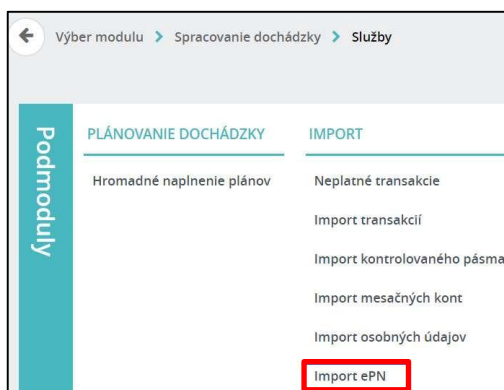 Výber modulu > Spracovanie dochádzky > Služby
Podmoduly
PLÁNOVANIE DOCHÁDZKY
Hromadné naplnenie plánov
IMPORT
Neplatné transakcie
Import transakcií
Import kontrolovaného pásma
Import mesačných kont
Import osobných údajov
Import ePN